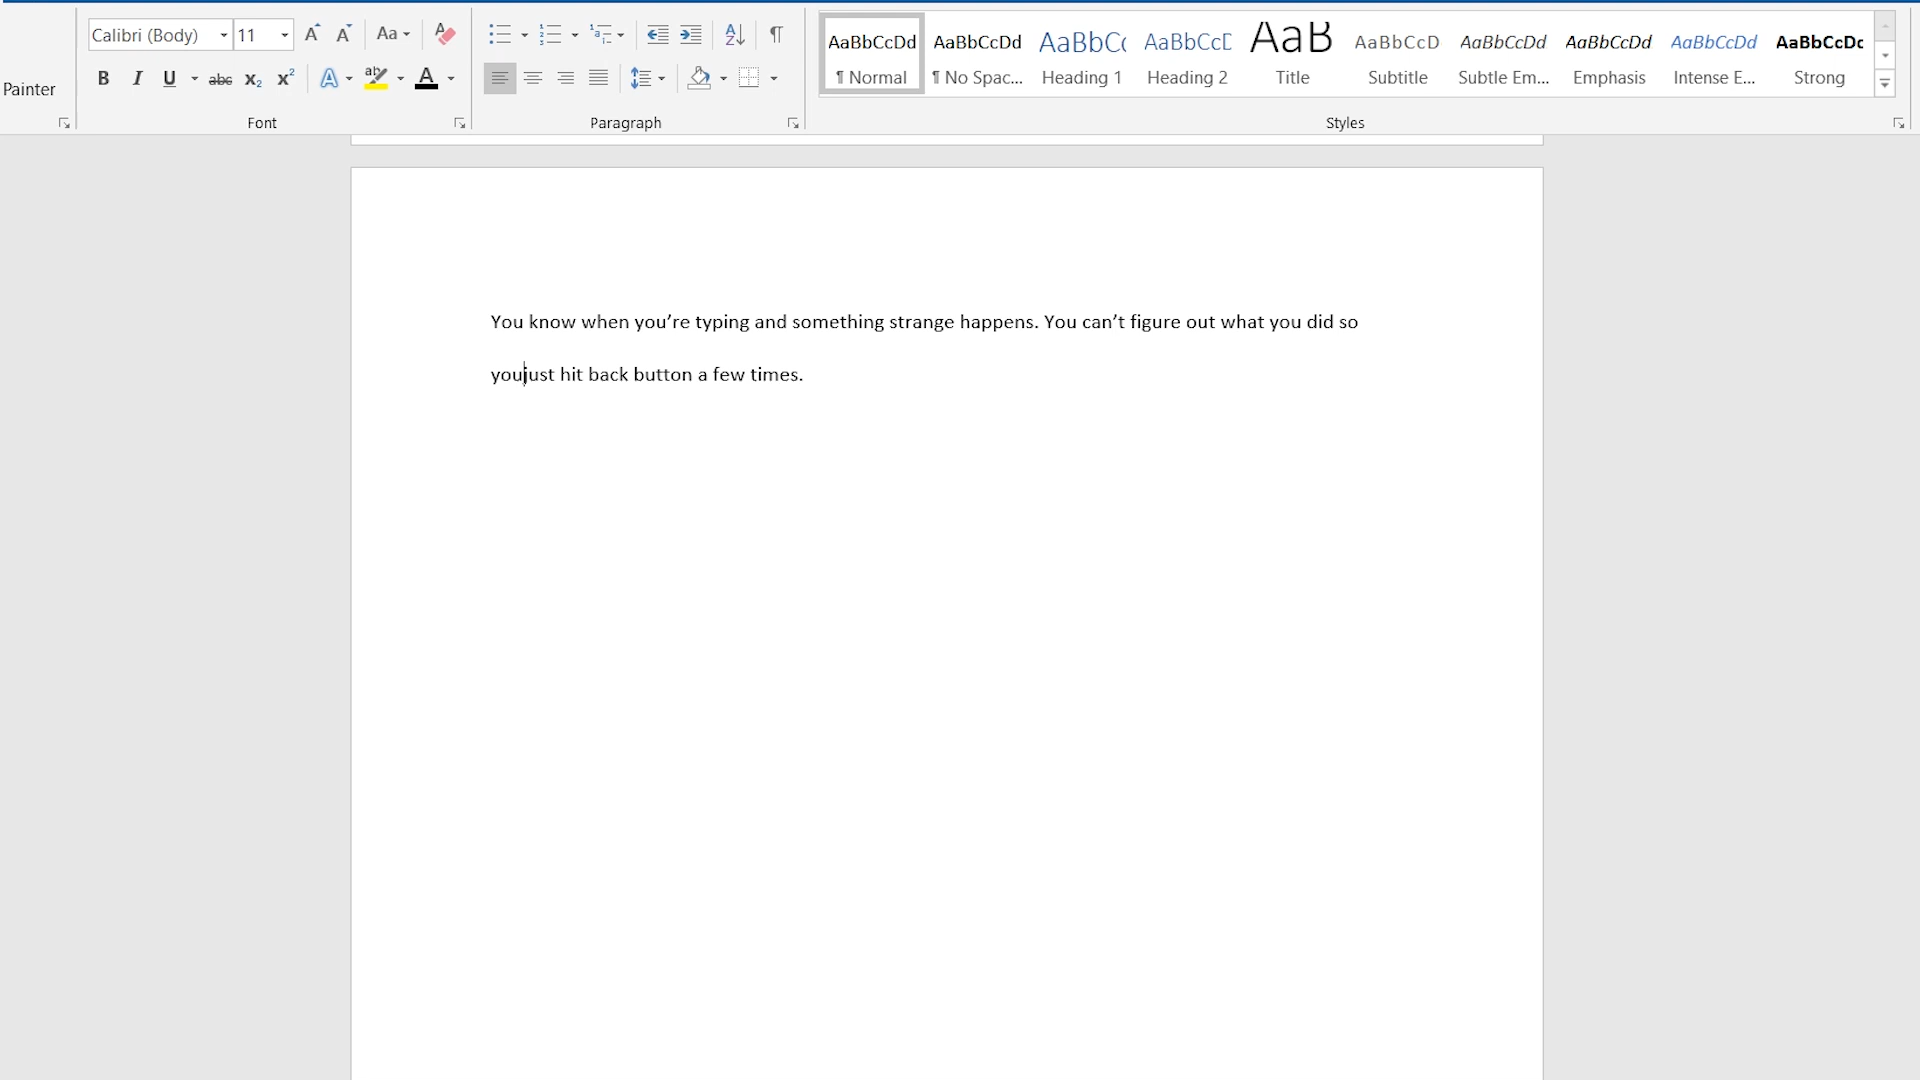 Calibri (Body) 11 Aa
Painter
B I U abc X₂ X² A ab A
Font
Paragraph
AaBbCcDd AaBbCcDd AaBbC AaBbCcD AaB AaBbCcD AaBbCcDd AaBbCcDd AaBbCcDd AaBbCcDc
¶ Normal ¶ No Spac... Heading 1 Heading 2 Title Subtitle Subtle Em... Emphasis Intense E... Strong
Styles
You know when you’re typing and something strange happens. You can’t figure out what you did so
youjust hit back button a few times.